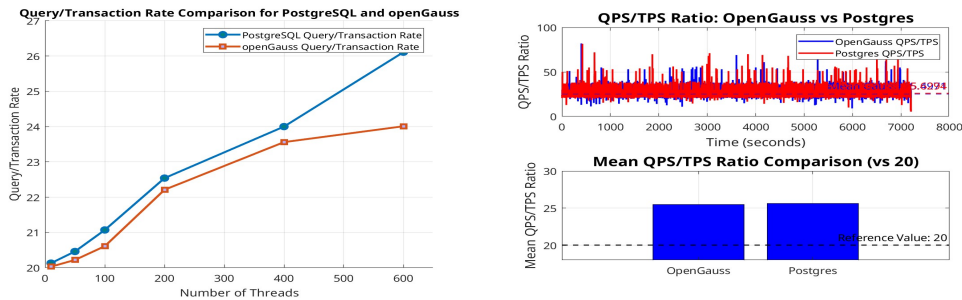 Query/Transaction Rate Comparison for PostgreSQL and openGauss
Query/Transaction Rate
27
26
25
24
23
22
21
20
PostgreSQL Query/Transaction Rate
openGauss Query/Transaction Rate
0
100
200
300
400
500
600
Number of Threads
QPS/TPS Ratio: OpenGauss vs Postgres
QPS/TPS Ratio
100
50
0
OpenGauss QPS/TPS
Postgres QPS/TPS
0
1000
2000
3000
4000
5000
6000
7000
8000
Time (seconds)
Mean QPS/TPS Ratio Comparison (vs 20)
Mean QPS/TPS Ratio
30
25
20
Reference Value: 20
OpenGauss
Postgres